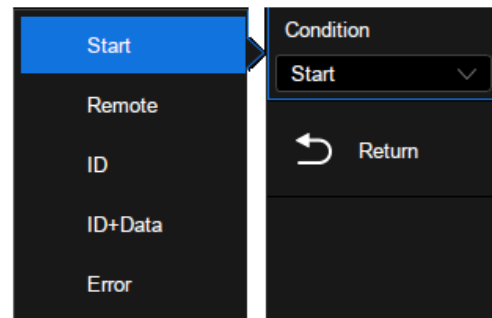 Start
Remote
ID
ID+Data
Error
Condition
Start
Return